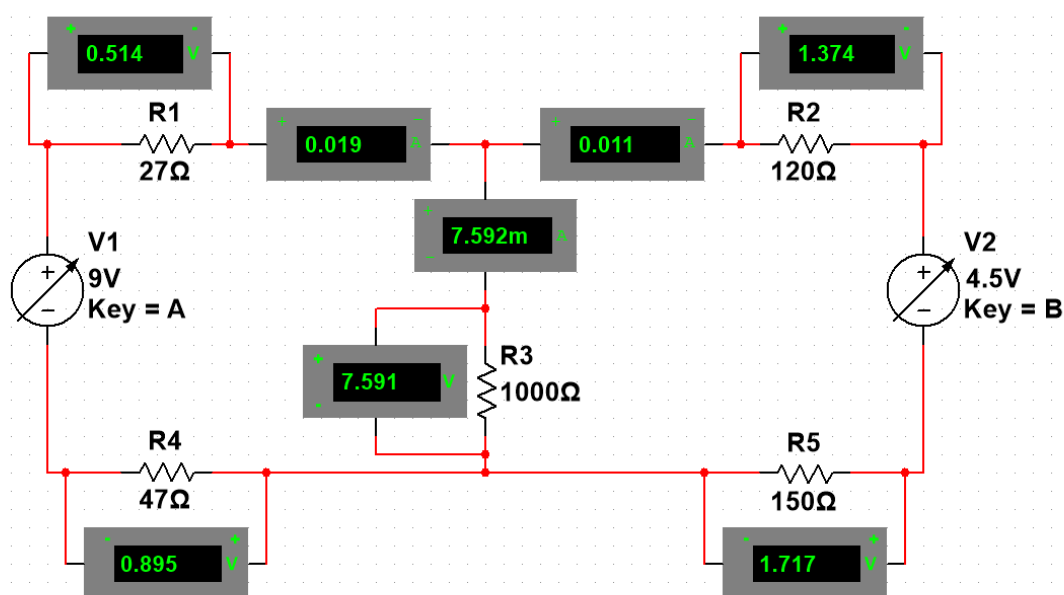 + -
0.514 V
+ -
1.374 V
R1
27Ω
R2
120Ω
+ -
0.019 A
+ -
0.011 A
+
7.592m A
-
V1
9V
Key = A
+
-
V2
4.5V
Key = B
+
-
+
7.591 V
-
R3
1000Ω
R4
47Ω
R5
150Ω
- +
0.895 V
- +
1.717 V